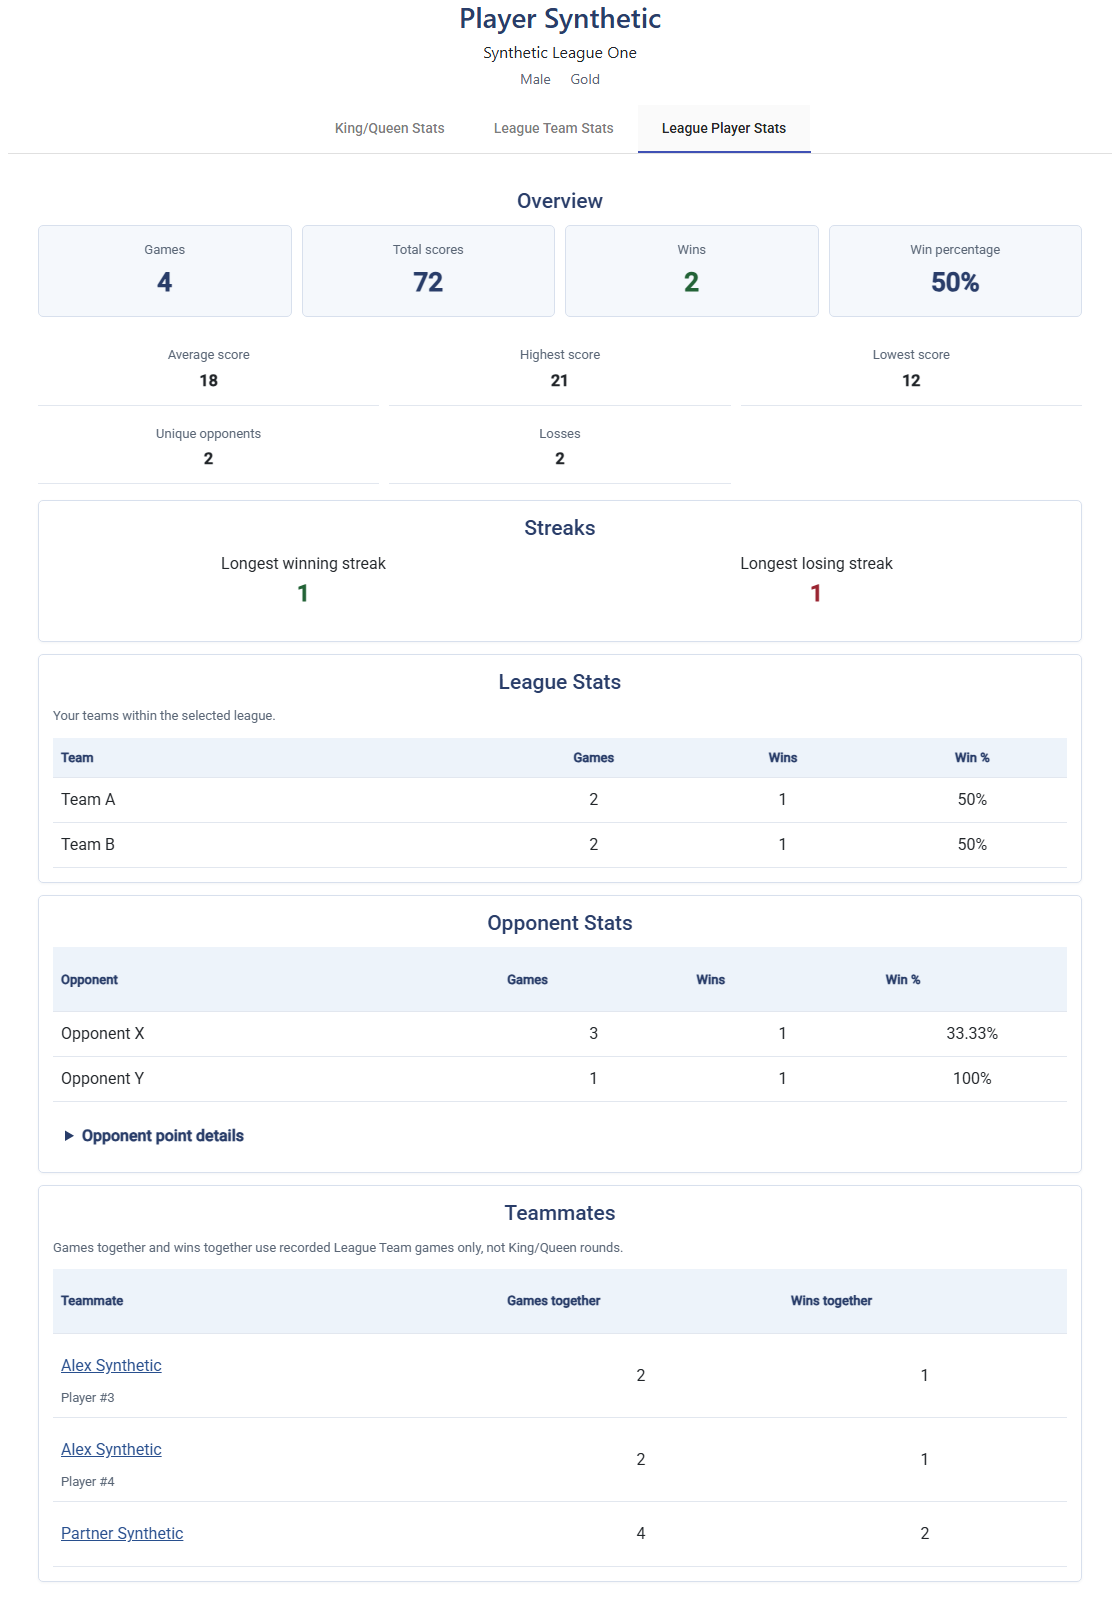 Player Synthetic
Synthetic League One
Male Gold
King/Queen Stats League Team Stats League Player Stats
Overview
Games Total scores Wins Win percentage
4 72 2 50%
Average score Highest score Lowest score
18 21 12
Unique opponents Losses
2 2
Streaks
Longest winning streak Longest losing streak
1 1
League Stats
Your teams within the selected league.
Team Games Wins Win %
Team A 2 1 50%
Team B 2 1 50%
Opponent Stats
Opponent Games Wins Win %
Opponent X 3 1 33.33%
Opponent Y 1 1 100%
Opponent point details
Teammates
Games together and wins together use recorded League Team games only, not King/Queen rounds.
Teammate Games together Wins together
Alex Synthetic 2 1
Player #3
Alex Synthetic 2 1
Player #4
Partner Synthetic 4 2